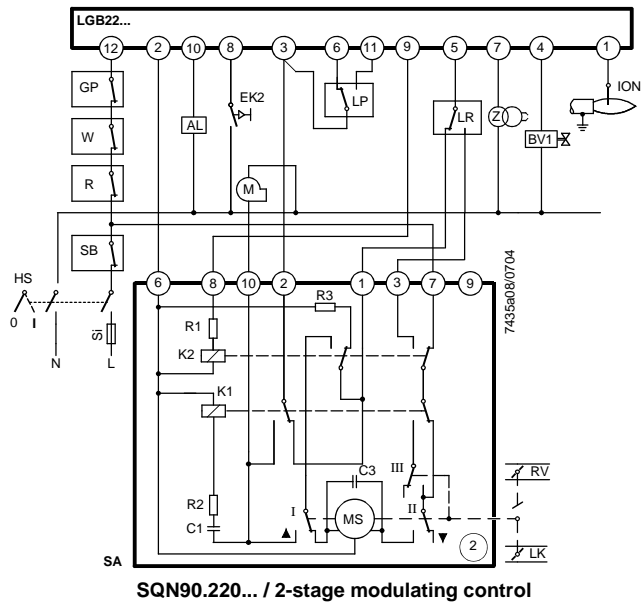 LGB22...
12 2 10 8 3 6 11 9 5 7 4 1
GP
EK2
LP
LR
ION
AL
Z
BV1
W
R
M
SB
HS
0 I
Si
N L
6 8 10 2 1 3 7 9
7435a08/0704
R3
R1
K2
K1
R2
C1
C3
III
I
MS
II
RV
LK
2
SA
SQN90.220... / 2-stage modulating control